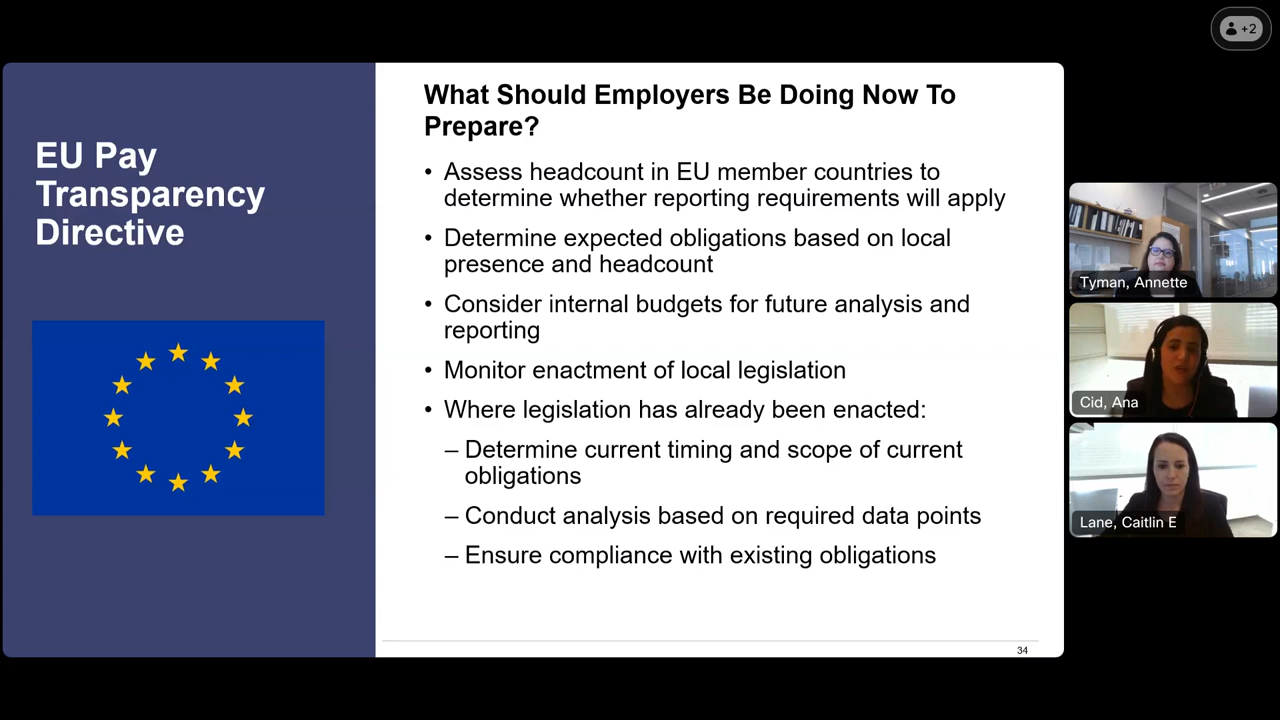 +2
EU Pay
Transparency
Directive
What Should Employers Be Doing Now To
Prepare?
• Assess headcount in EU member countries to
determine whether reporting requirements will apply
• Determine expected obligations based on local
presence and headcount
• Consider internal budgets for future analysis and
reporting
• Monitor enactment of local legislation
• Where legislation has already been enacted:
– Determine current timing and scope of current
obligations
– Conduct analysis based on required data points
– Ensure compliance with existing obligations
34
Tyman, Annette
Cid, Ana
Lane, Caitlin E